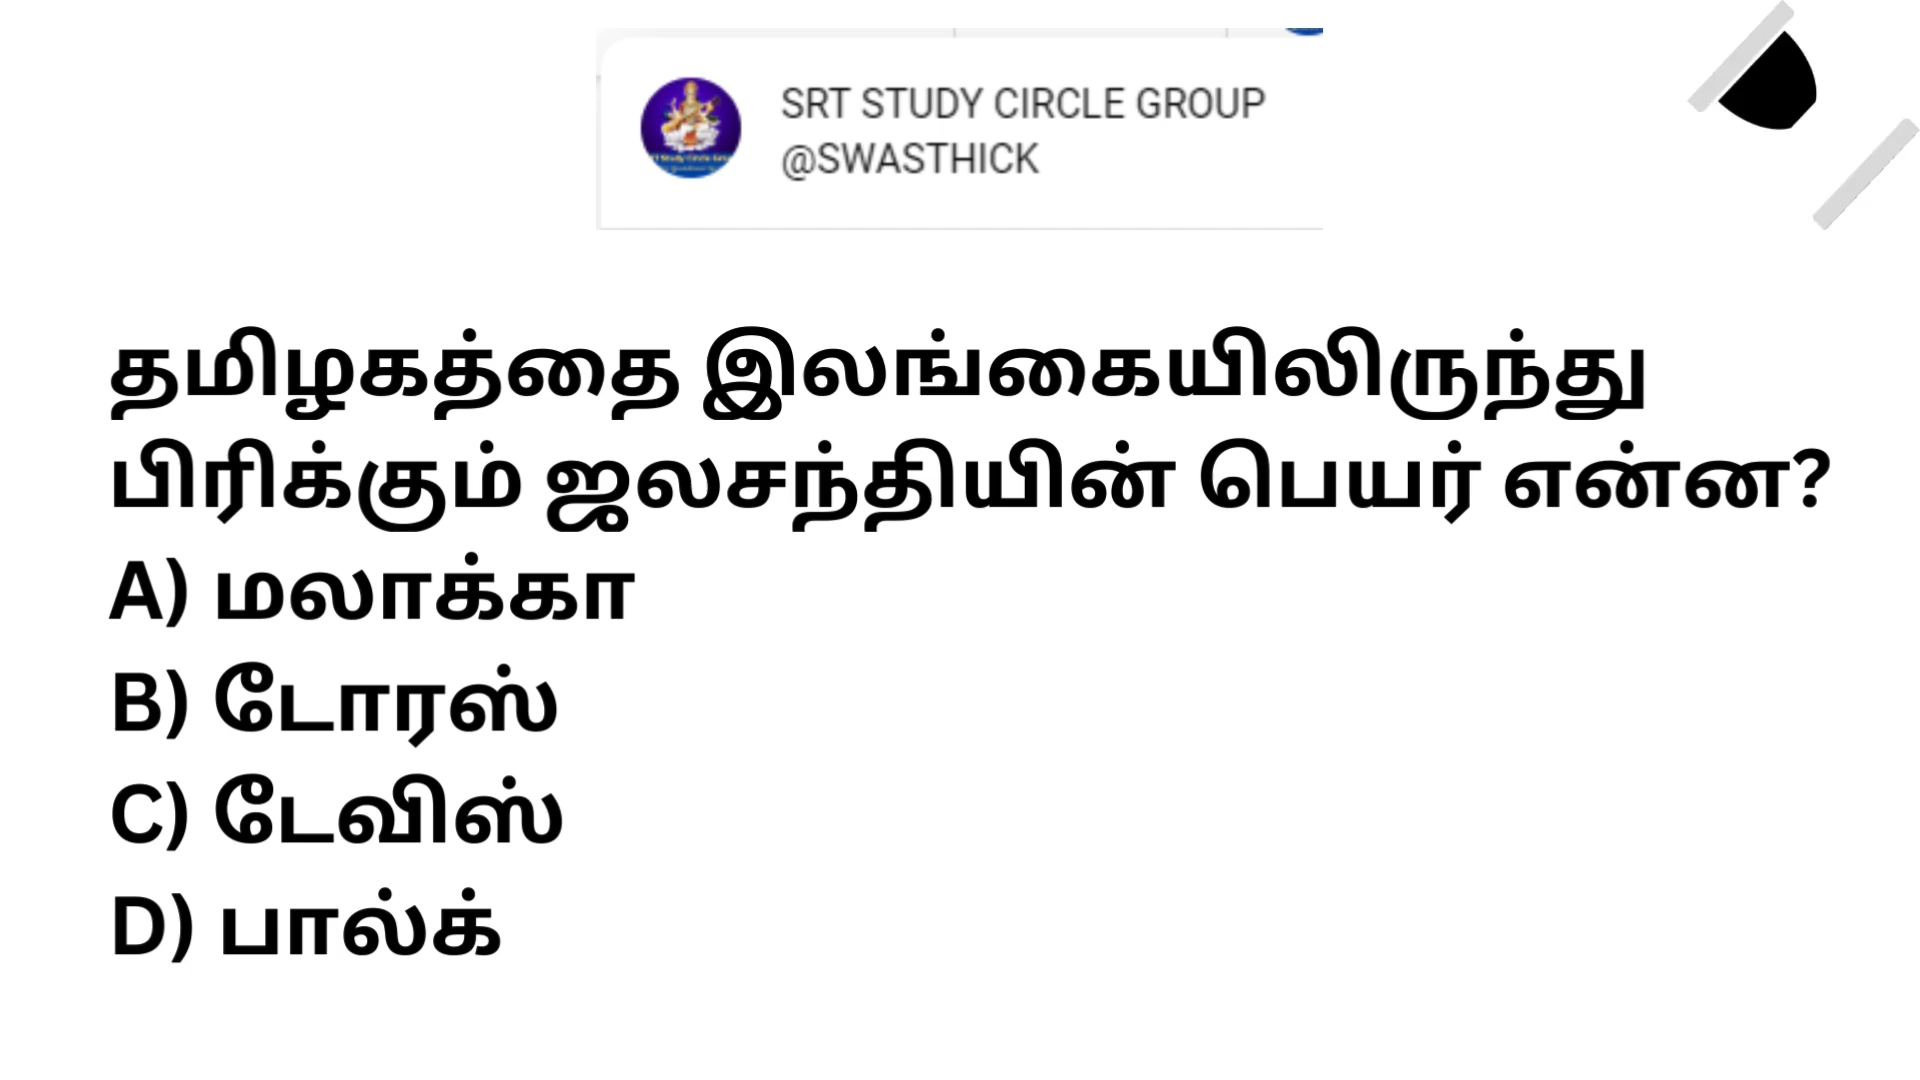 SRT STUDY CIRCLE GROUP
@SWASTHICK
தமிழகத்தை இலங்கையிலிருந்து
பிரிக்கும் ஜலசந்தியின் பெயர் என்ன?
A) மலாக்கா
B) டோரஸ்
C) டேவிஸ்
D) பால்க்